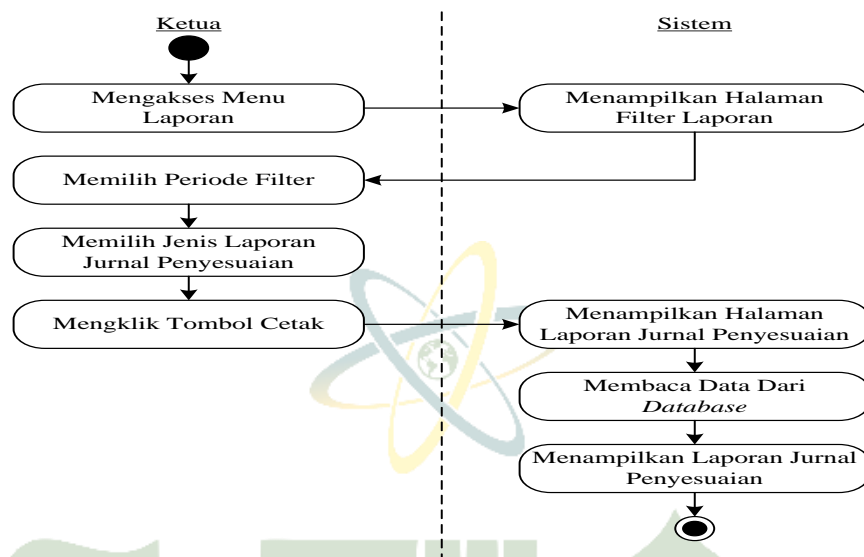 Ketua
Sistem
Mengakses Menu
Laporan
Menampilkan Halaman
Filter Laporan
Memilih Periode Filter
Memilih Jenis Laporan
Jurnal Penyesuaian
Mengklik Tombol Cetak
Menampilkan Halaman
Laporan Jurnal Penyesuaian
Membaca Data Dari
Database
Menampilkan Laporan Jurnal
Penyesuaian